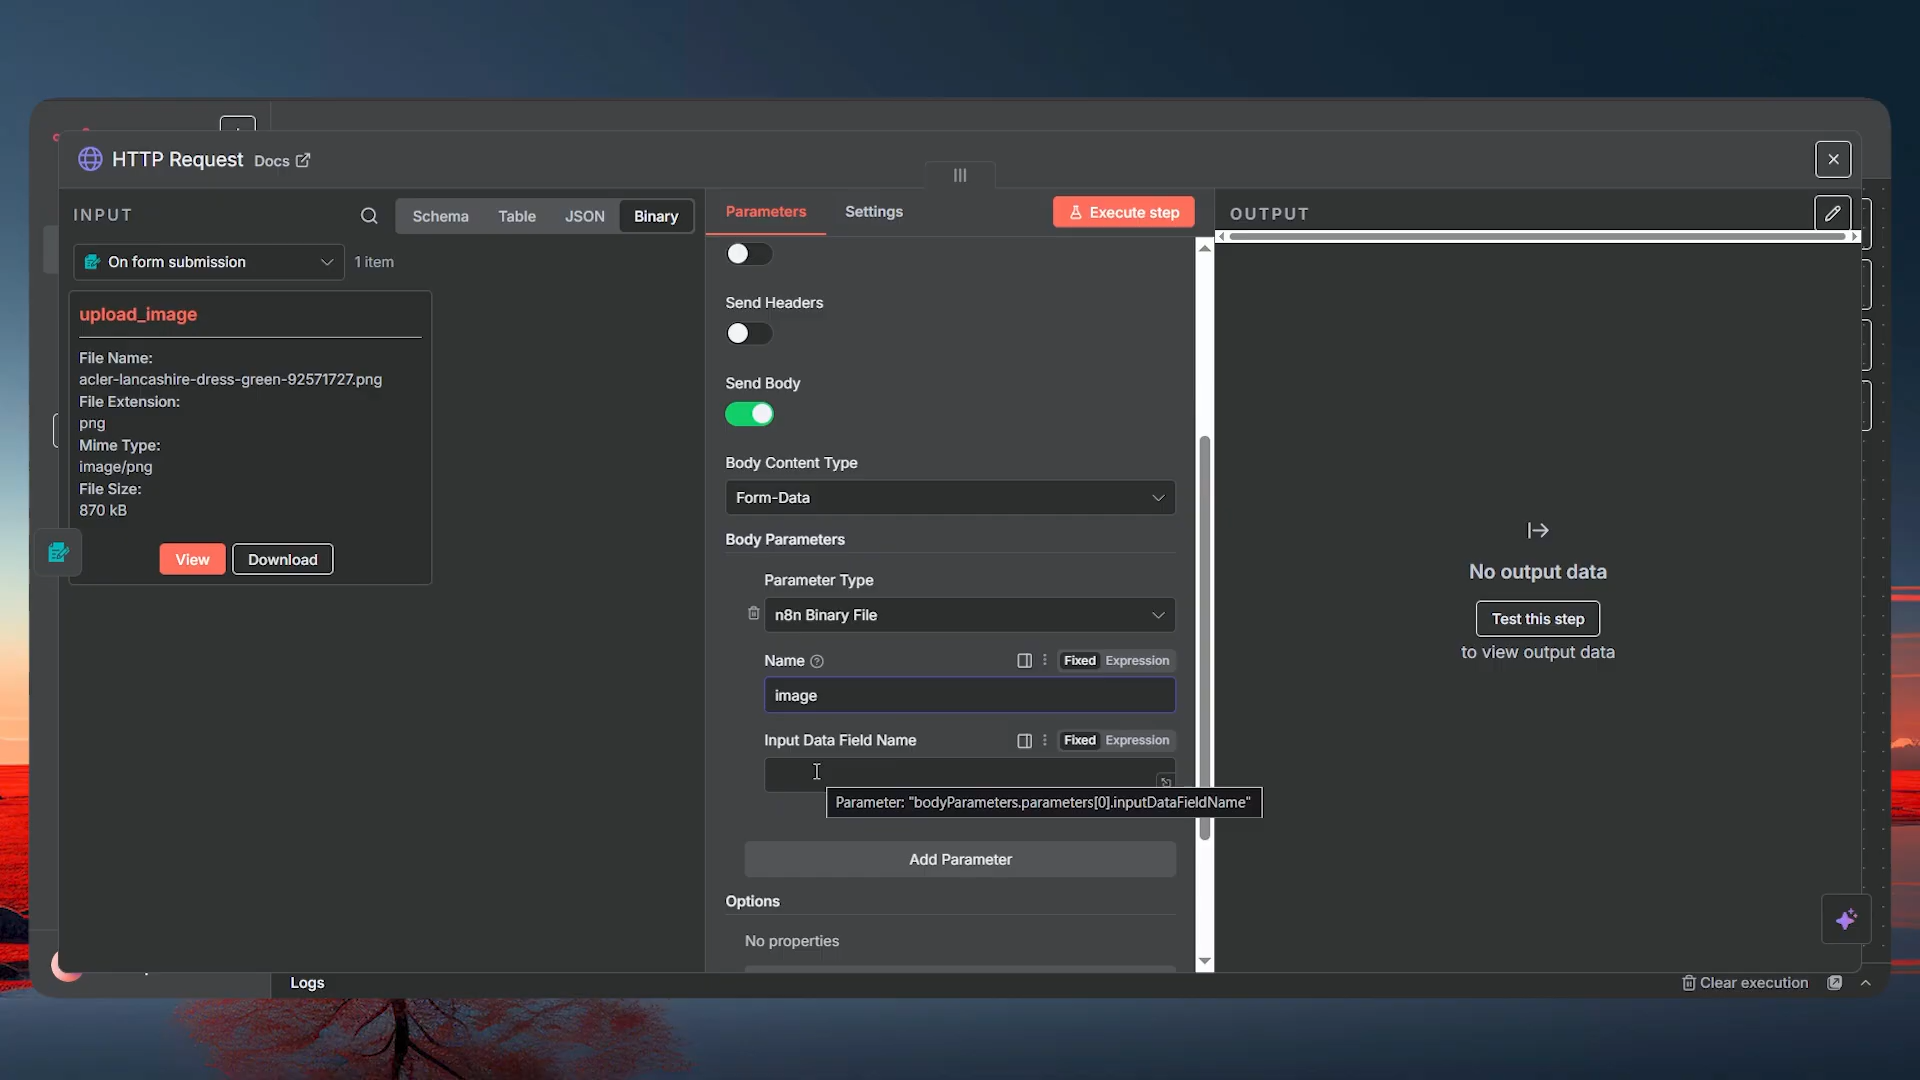 HTTP Request Docs
INPUT
Schema Table JSON Binary
On form submission 1 item
upload_image
File Name:
acler-lancashire-dress-green-92571727.png
File Extension:
png
Mime Type:
image/png
File Size:
870 kB
View Download
Parameters Settings Execute step
Send Headers
Send Body
Body Content Type
Form-Data
Body Parameters
Parameter Type
n8n Binary File
Name Fixed Expression
image
Input Data Field Name Fixed Expression
Parameter: "bodyParameters.parameters[0].inputDataFieldName"
Add Parameter
Options
No properties
OUTPUT
No output data
Test this step
to view output data
Logs Clear execution